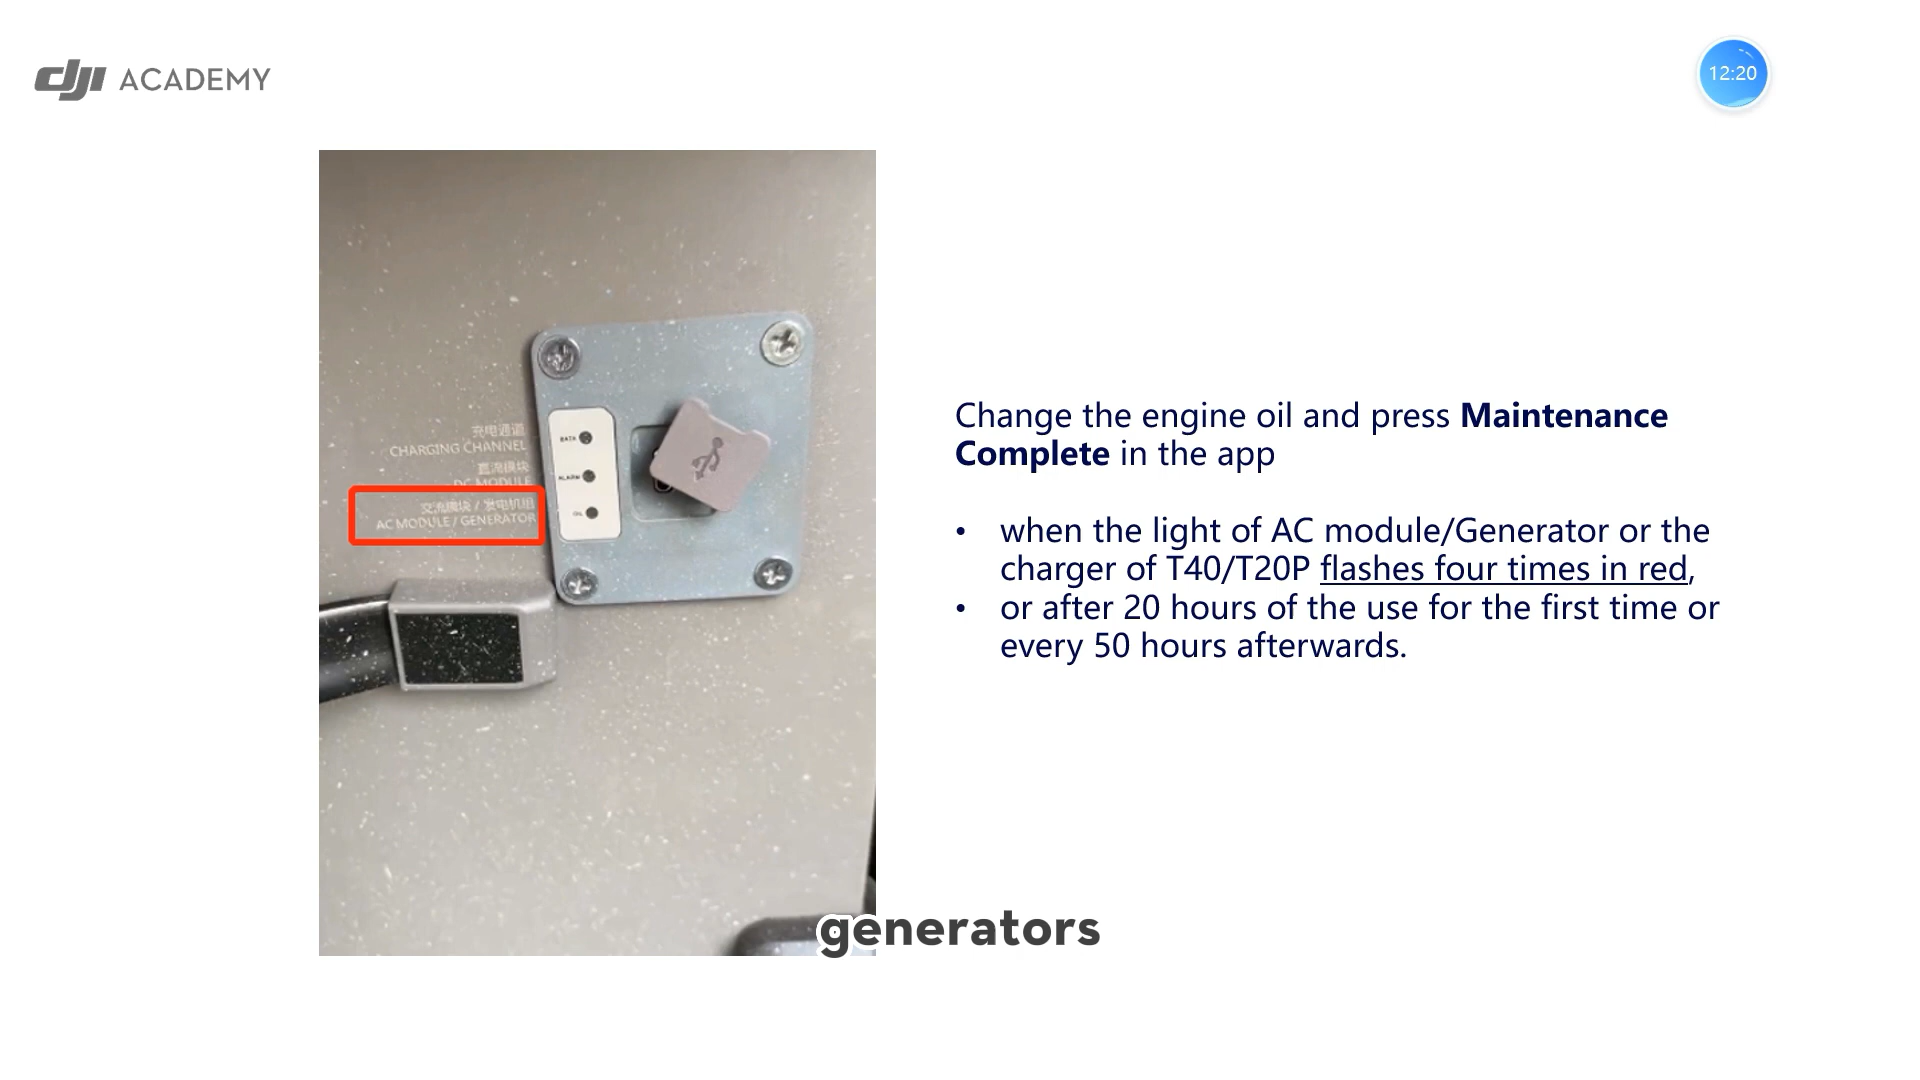 dji ACADEMY
12:20
充电通道
CHARGING CHANNEL
直流模块
DC MODULE
交流模块 / 发电机组
AC MODULE / GENERATOR
DATA
ALARM
OIL
Change the engine oil and press Maintenance
Complete in the app
• when the light of AC module/Generator or the
charger of T40/T20P flashes four times in red,
• or after 20 hours of the use for the first time or
every 50 hours afterwards.
generators